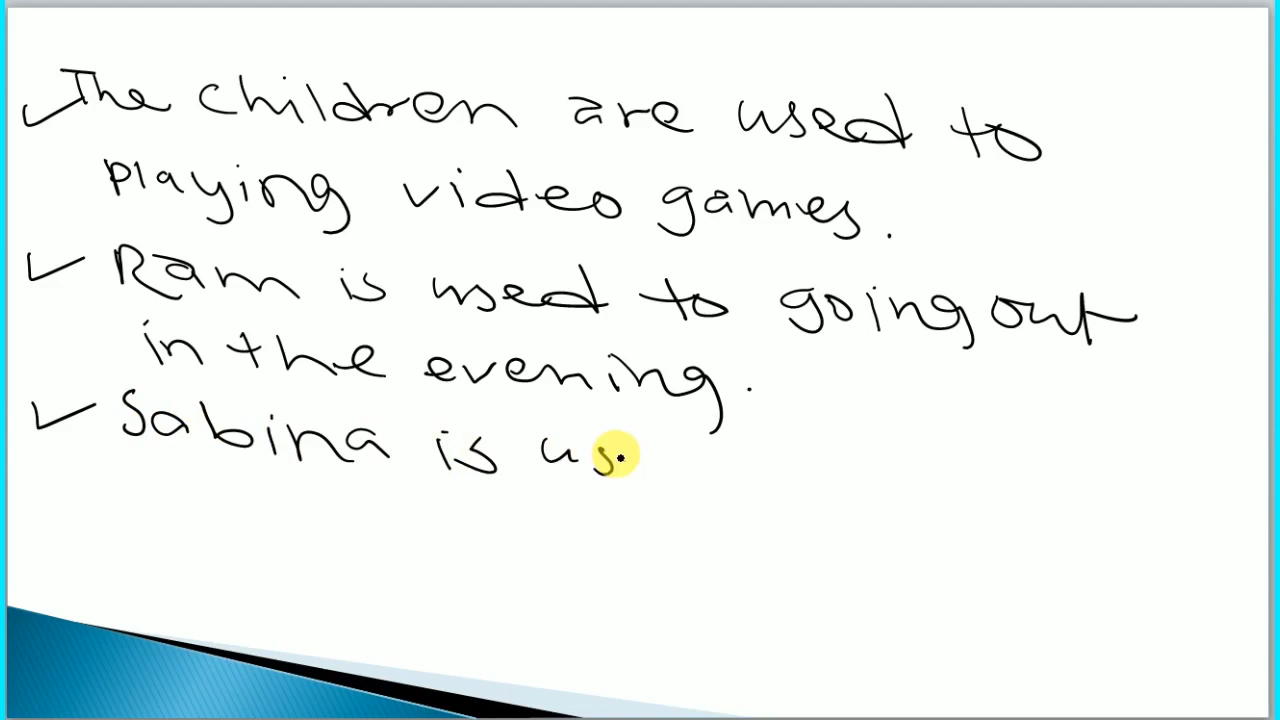 The children are used to
playing video games.
Ram is used to going out
in the evening.
Sabina is us